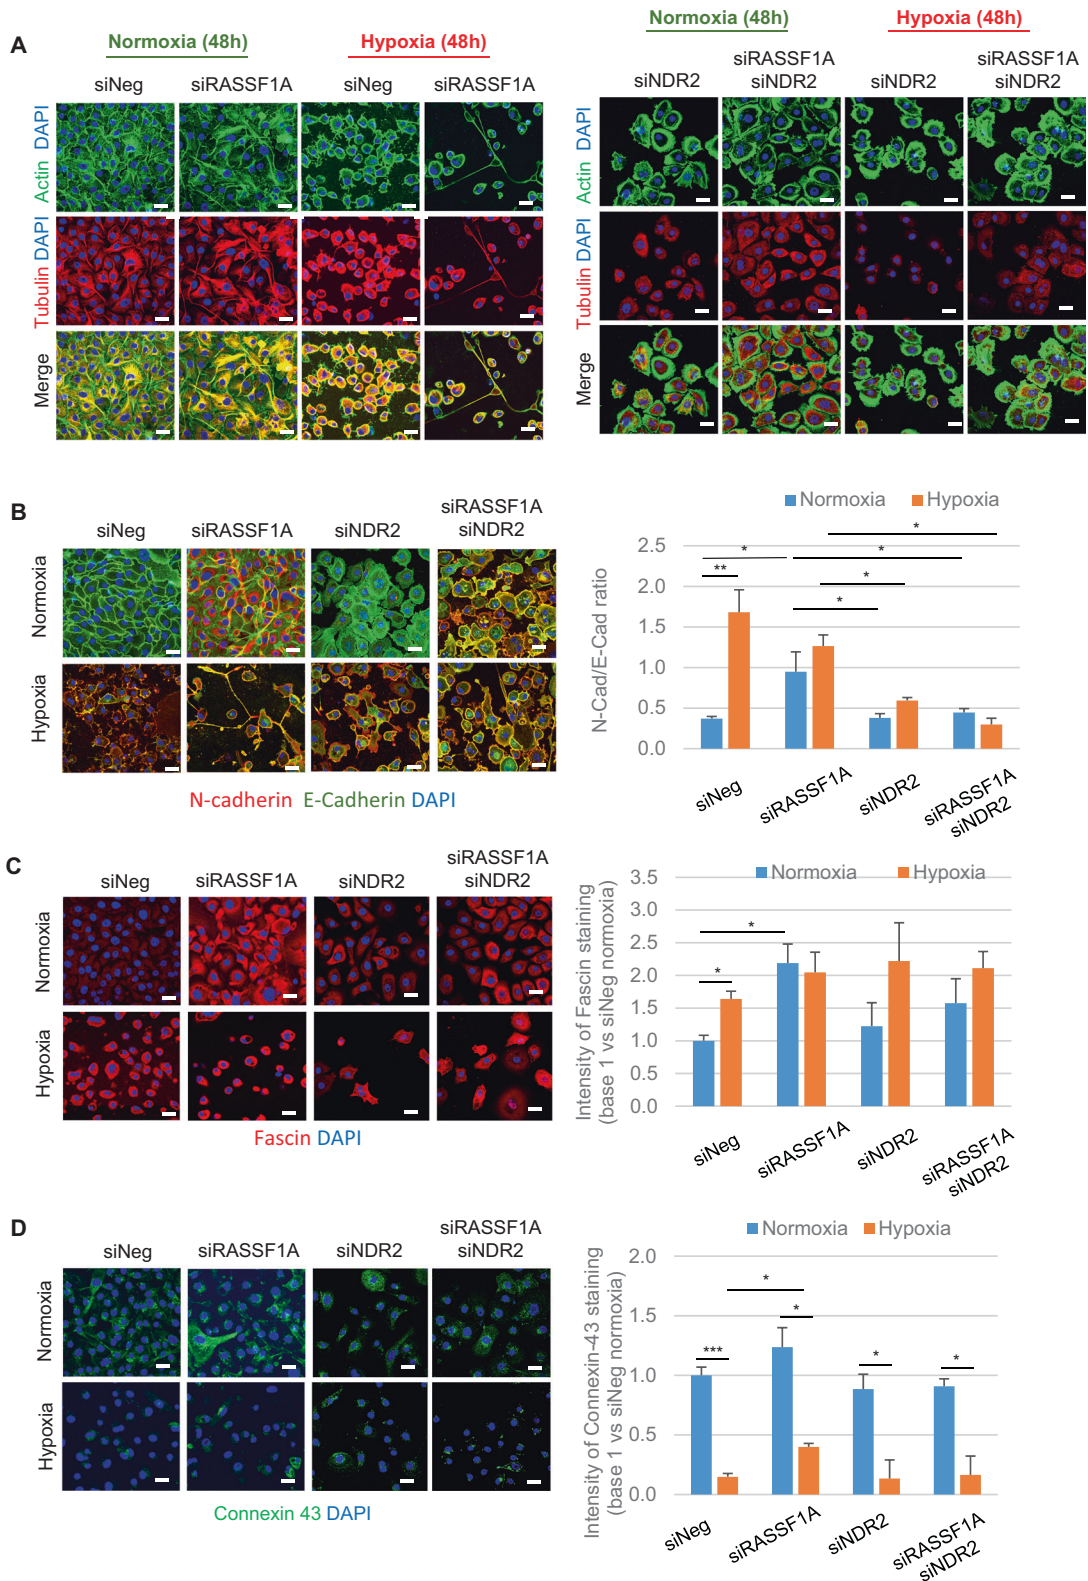 A
Normoxia (48h) Hypoxia (48h)
siNeg siRASSF1A siNeg siRASSF1A
Actin DAPI
Tubulin DAPI
Merge
Normoxia (48h) Hypoxia (48h)
siNDR2 siRASSF1A siNDR2 siNDR2 siRASSF1A siNDR2
Actin DAPI
Tubulin DAPI
Merge
B
siNeg siRASSF1A siNDR2 siRASSF1A siNDR2
Normoxia
Hypoxia
N-cadherin E-Cadherin DAPI
Normoxia Hypoxia
N-Cad/E-Cad ratio
2.5
2.0
1.5
1.0
0.5
0.0
*
*
*
**
*
*
siNeg siRASSF1A siNDR2 siRASSF1A siNDR2
C
siNeg siRASSF1A siNDR2 siRASSF1A siNDR2
Normoxia
Hypoxia
Fascin DAPI
Normoxia Hypoxia
Intensity of Fascin staining
(base 1 vs siNeg normoxia)
3.5
3.0
2.5
2.0
1.5
1.0
0.5
0.0
*
*
siNeg siRASSF1A siNDR2 siRASSF1A siNDR2
D
siNeg siRASSF1A siNDR2 siRASSF1A siNDR2
Normoxia
Hypoxia
Connexin 43 DAPI
Normoxia Hypoxia
Intensity of Connexin-43 staining
(base 1 vs siNeg normoxia)
2.0
1.5
1.0
0.5
0.0
*
*
***
*
*
siNeg siRASSF1A siNDR2 siRASSF1A siNDR2